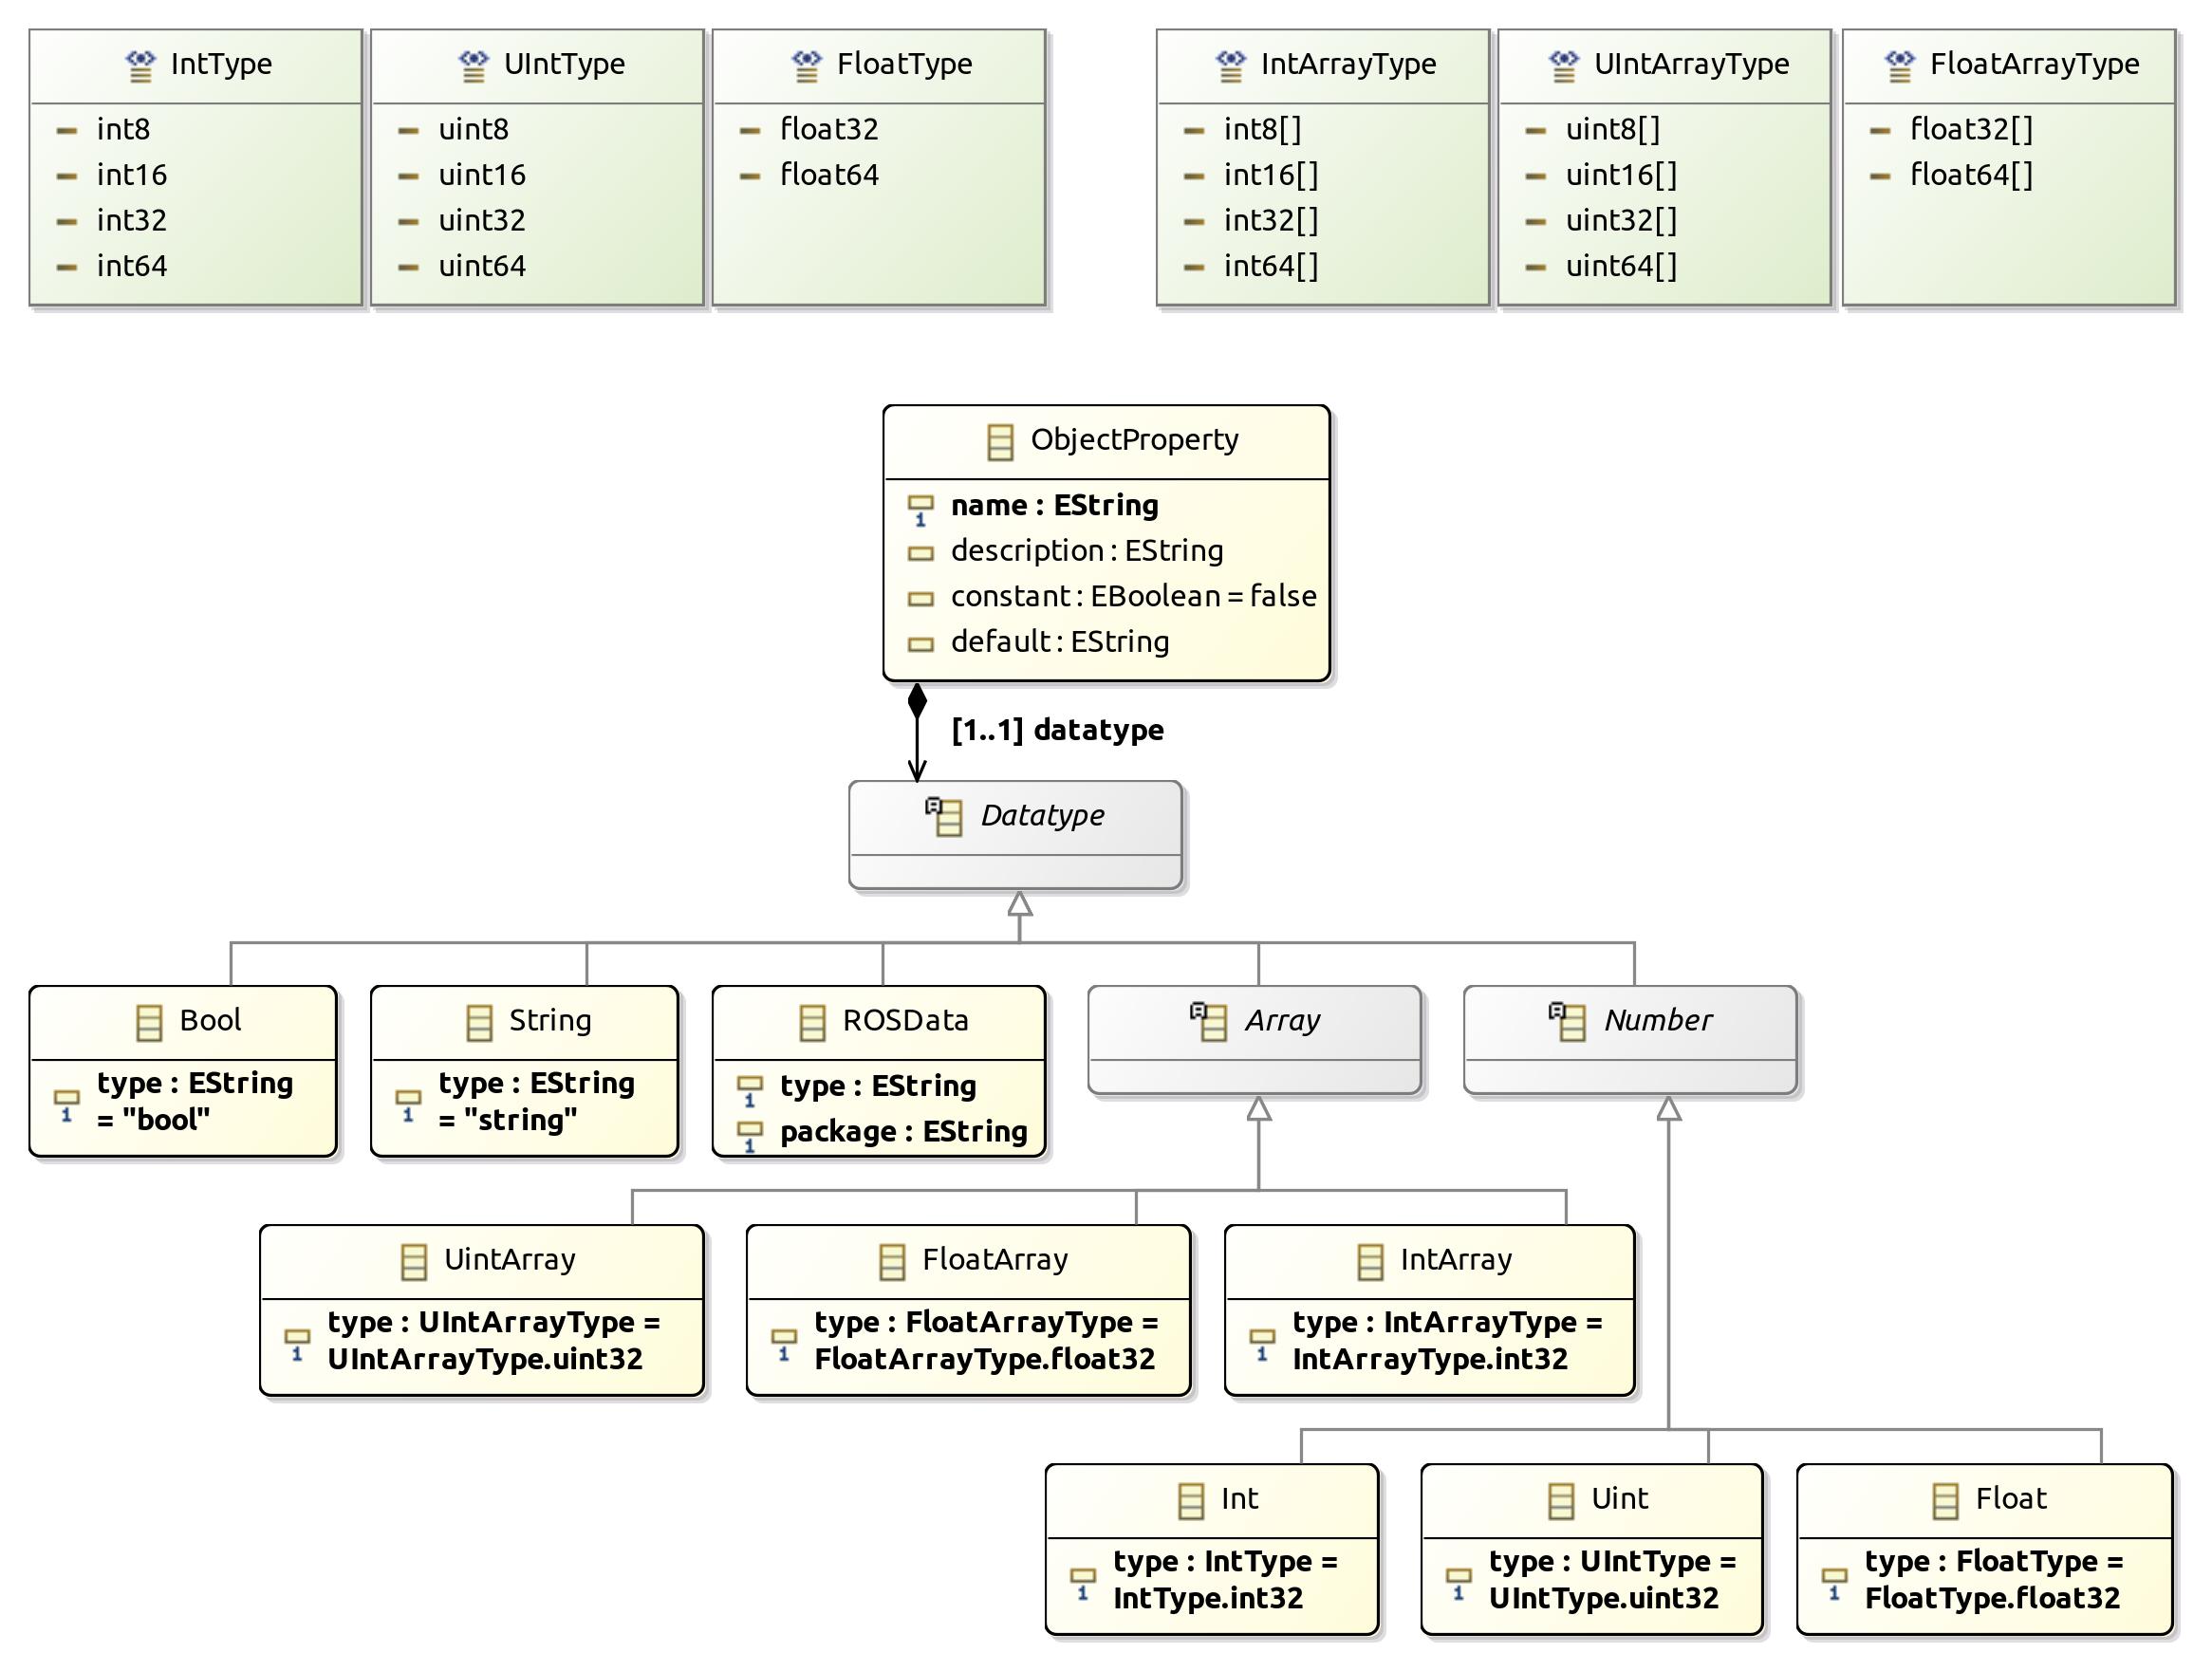 IntType
int8
int16
int32
int64
UIntType
uint8
uint16
uint32
uint64
FloatType
float32
float64
IntArrayType
int8[]
int16[]
int32[]
int64[]
UIntArrayType
uint8[]
uint16[]
uint32[]
uint64[]
FloatArrayType
float32[]
float64[]
ObjectProperty
1 name : EString
description : EString
constant : EBoolean = false
default : EString
[1..1] datatype
Datatype
Bool
1 type : EString
= "bool"
String
1 type : EString
= "string"
ROSData
1 type : EString
1 package : EString
Array
Number
UintArray
1 type : UIntArrayType =
UIntArrayType.uint32
FloatArray
1 type : FloatArrayType =
FloatArrayType.float32
IntArray
1 type : IntArrayType =
IntArrayType.int32
Int
1 type : IntType =
IntType.int32
Uint
1 type : UIntType =
UIntType.uint32
Float
1 type : FloatType =
FloatType.float32